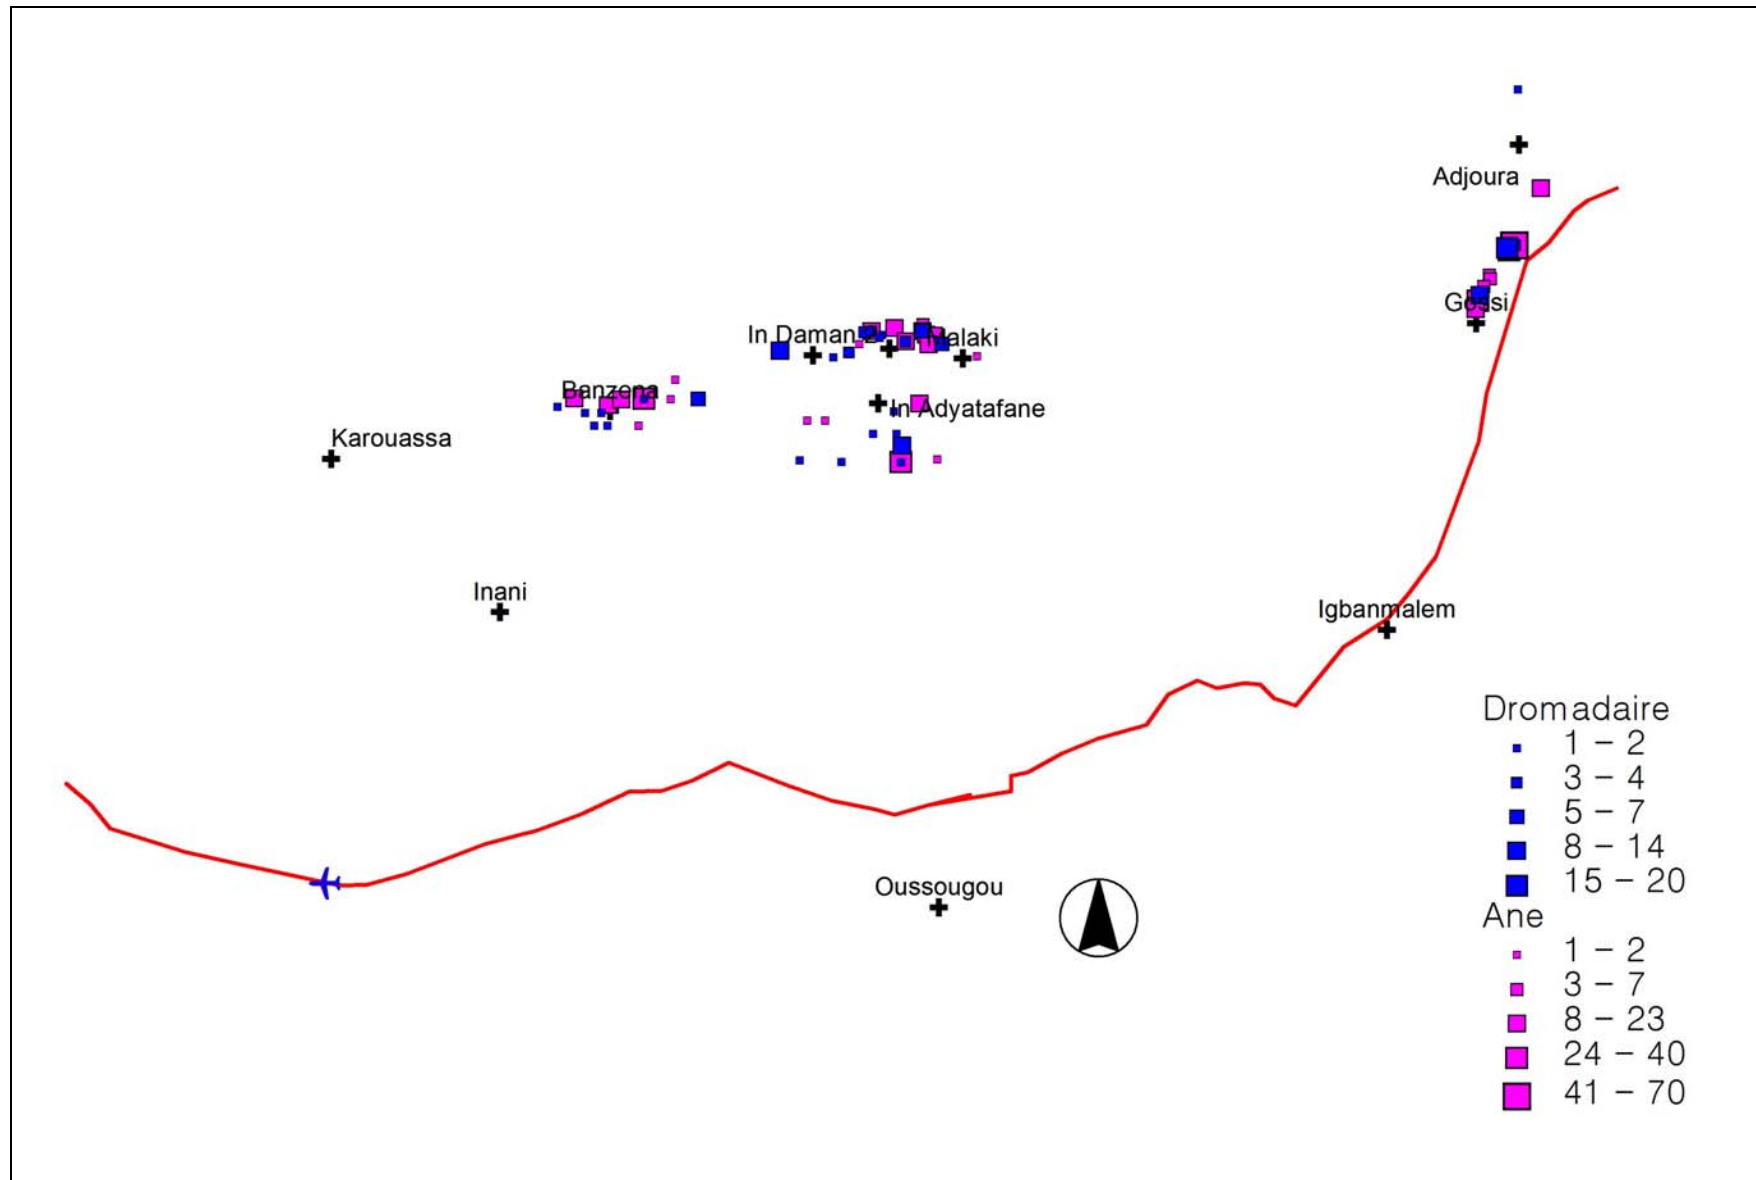 Adjoura
Gossi
In Daman
Malaki
Banzena
In Adyatafane
Karouassa
Inani
Igbanmalem
Oussougou
Dromadaire
1 – 2
3 – 4
5 – 7
8 – 14
15 – 20
Ane
1 – 2
3 – 7
8 – 23
24 – 40
41 – 70